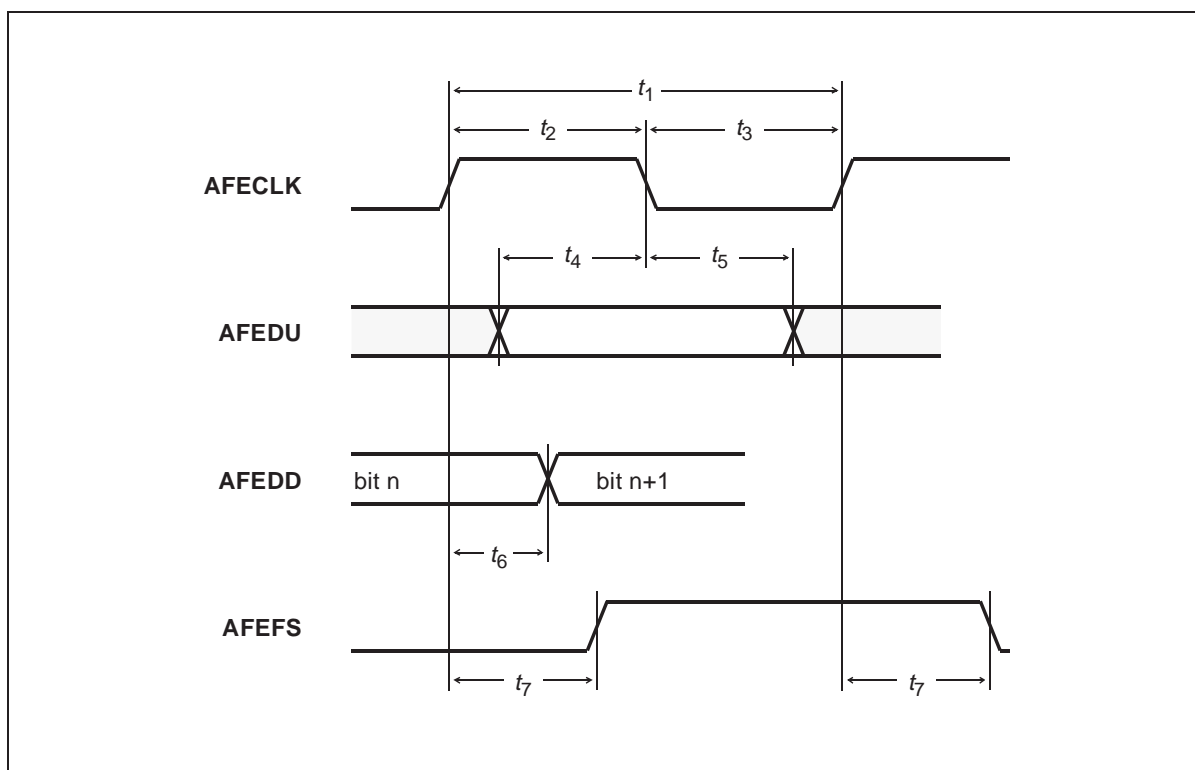 t1
t2 t3
AFECLK
t4 t5
AFEDU
AFEDD bit n bit n+1
t6
AFEFS
t7 t7